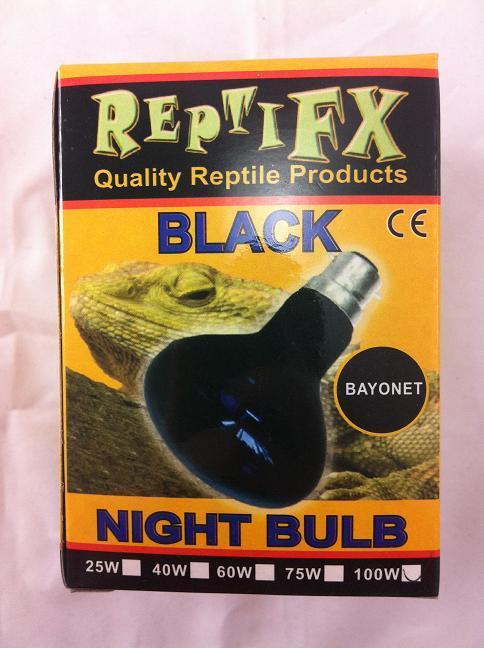 REPTIFX
Quality Reptile Products
BLACK
CE
BAYONET
NIGHT BULB
25W 40W 60W 75W 100W